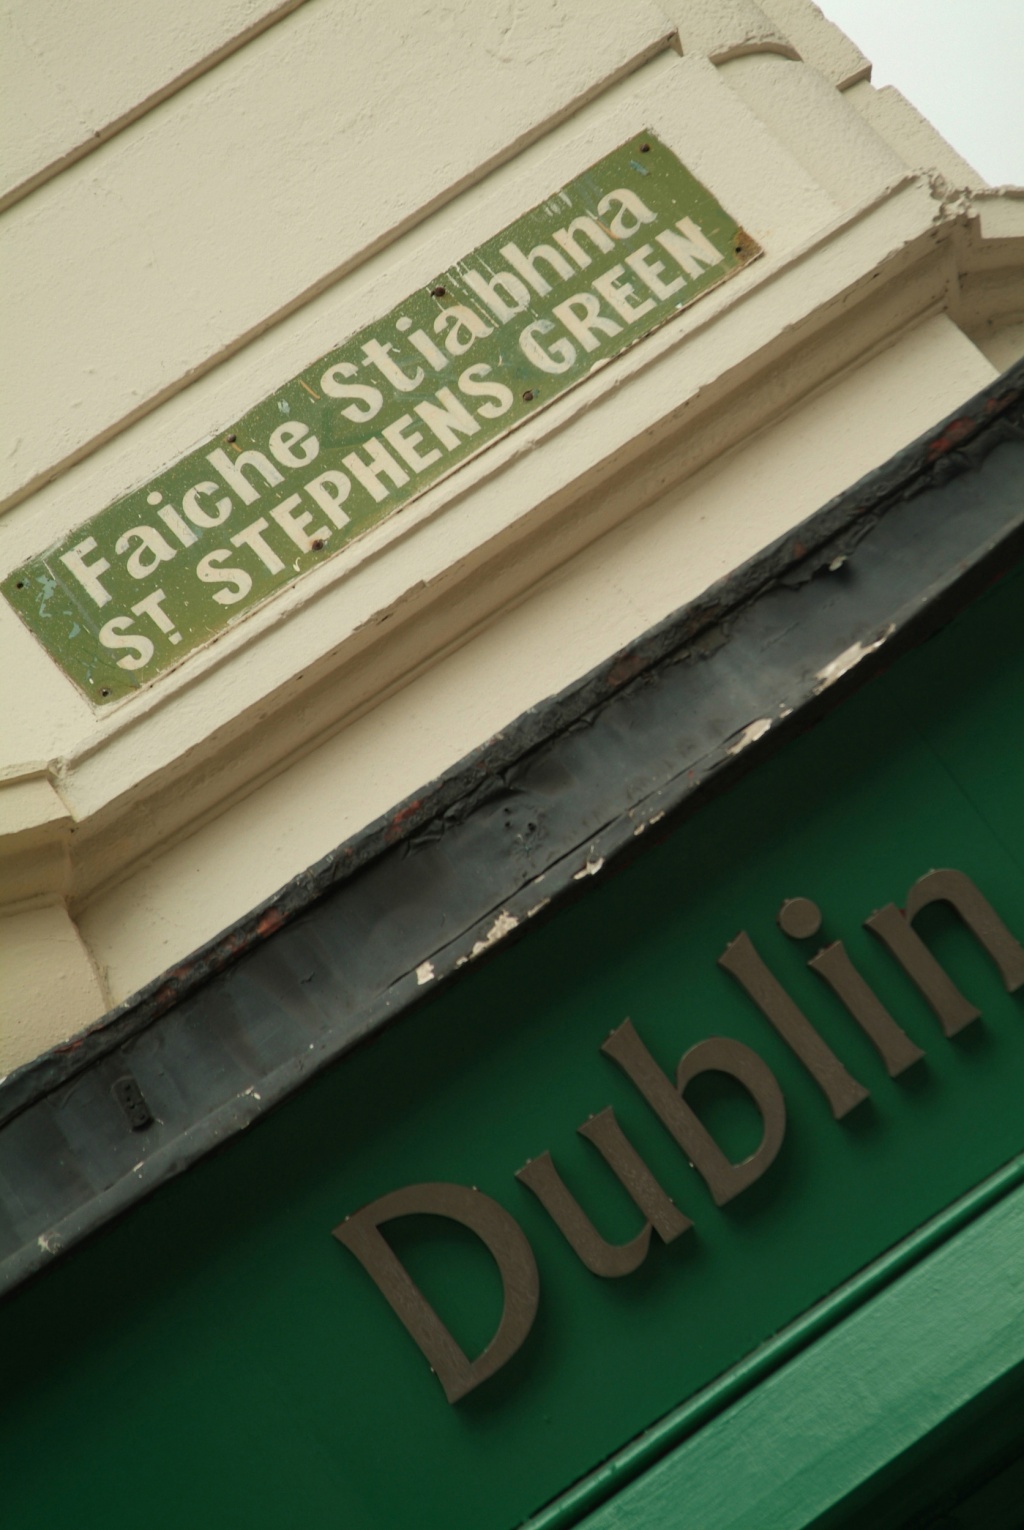 Faiche Stiabhna
ST. STEPHENS GREEN
Dublin